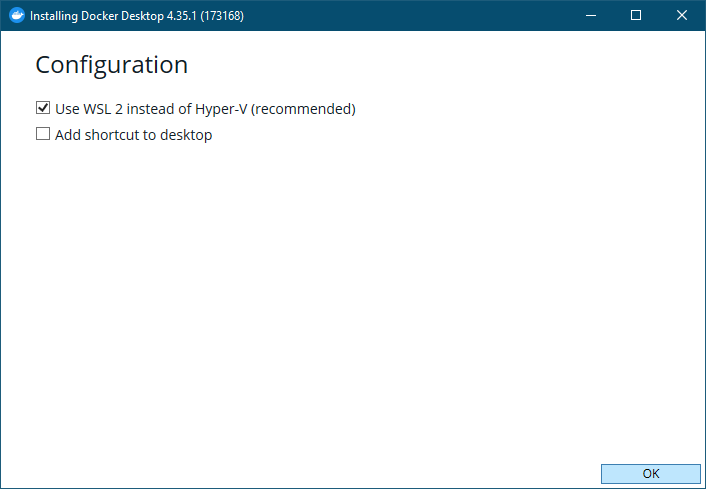 Installing Docker Desktop 4.35.1 (173168)
Configuration
Use WSL 2 instead of Hyper-V (recommended)
Add shortcut to desktop
OK